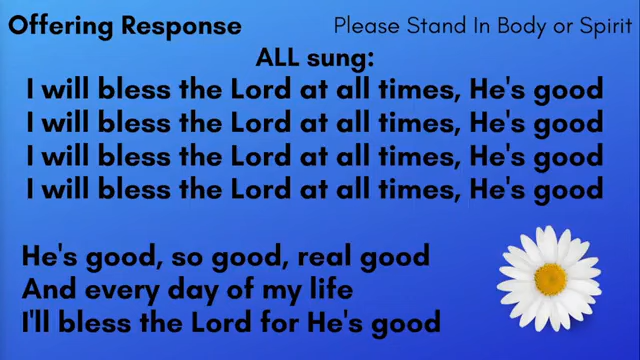 Offering Response
Please Stand In Body or Spirit
ALL sung:
I will bless the Lord at all times, He's good
I will bless the Lord at all times, He's good
I will bless the Lord at all times, He's good
I will bless the Lord at all times, He's good
He's good, so good, real good
And every day of my life
I'll bless the Lord for He's good